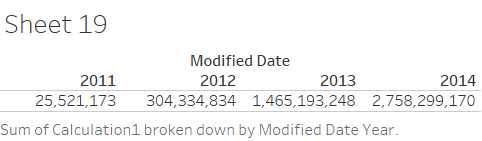 Sheet 19
Modified Date
2011 2012 2013 2014
25,521,173 304,334,834 1,465,193,248 2,758,299,170
Sum of Calculation1 broken down by Modified Date Year.